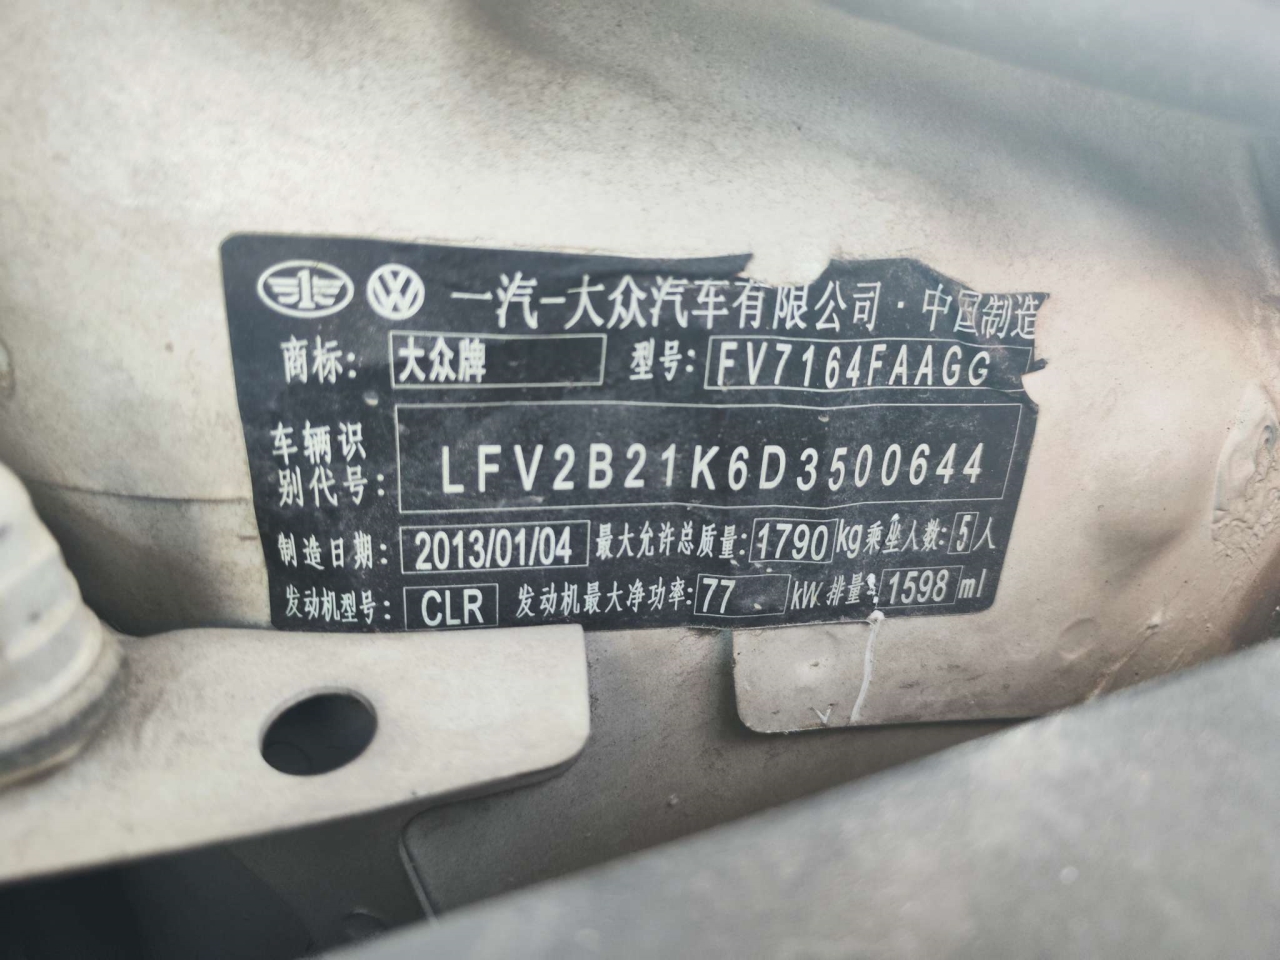 一汽-大众汽车有限公司·中国制造
商标: 大众牌 型号: FV7164FAAGG
车辆识别代号: LFV2B21K6D3500644
制造日期: 2013/01/04 最大允许总质量: 1790 kg 乘坐人数: 5 人
发动机型号: CLR 发动机最大净功率: 77 kW 排量: 1598 ml